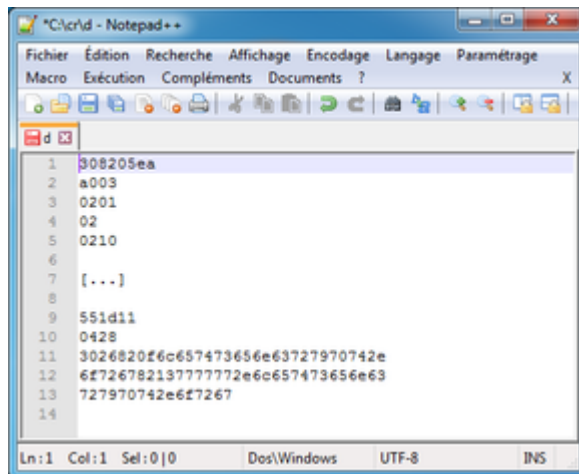 *C:\cr\d - Notepad++
Fichier Édition Recherche Affichage Encodage Langage Paramétrage
Macro Exécution Compléments Documents ? X
d
1 308205ea
2 a003
3 0201
4 02
5 0210
6
7 [...]
8
9 551d11
10 0428
11 3026820f6c657473656e63727970742e
12 6f726782137777772e6c657473656e63
13 727970742e6f7267
14
Ln:1 Col:1 Sel:0|0 Dos\Windows UTF-8 INS